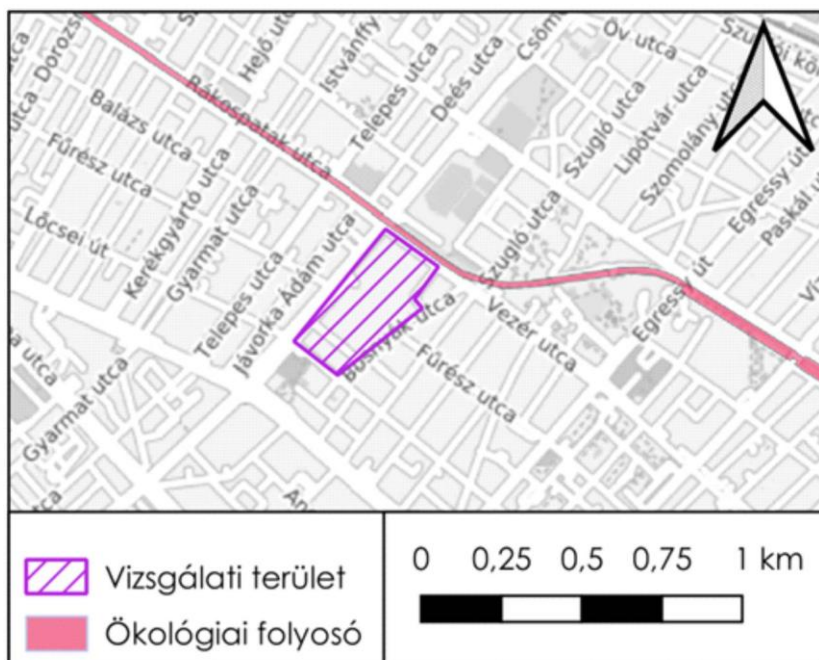 Dorozs
Hejő utca
Istvánffy
Csöm
Öv utca
Telepes utca
Deés utca
Rákospatak utca
Balázs utca
Szugló utca
Lipótvár utca
Szomolány utca
Fűrész utca
Egressy út
Paskál u
Lőcsei út
Kerékgyártó utca
Gyarmat utca
Jávorka Ádám utca
Szugló utca
Telepes utca
Egressy út
Vezér utca
Bosnyák utca
Fűrész utca
Gyarmat utca
Vizsgálati terület
Ökológiai folyosó
0 0,25 0,5 0,75 1 km